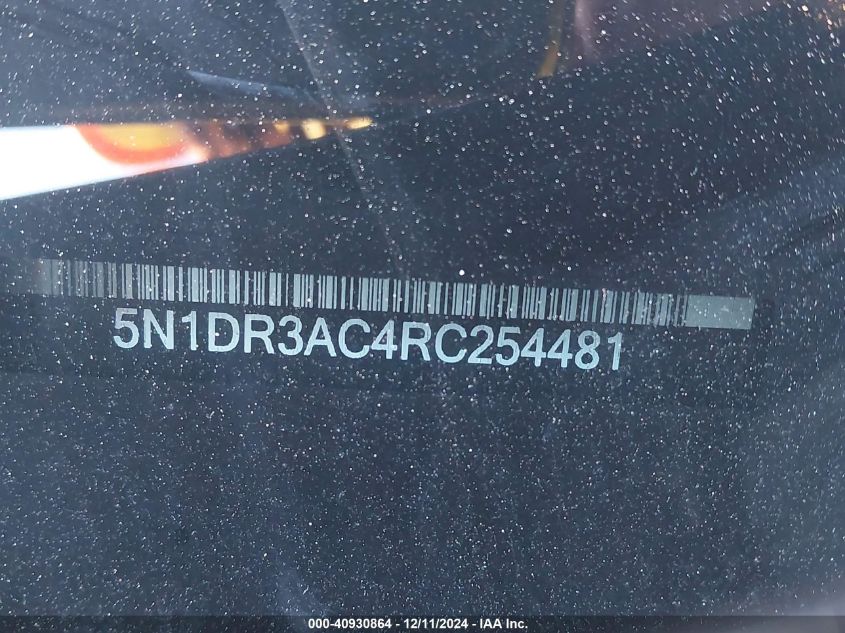 5N1DR3AC4RC254481
000-40930864 - 12/11/2024 - IAA Inc.